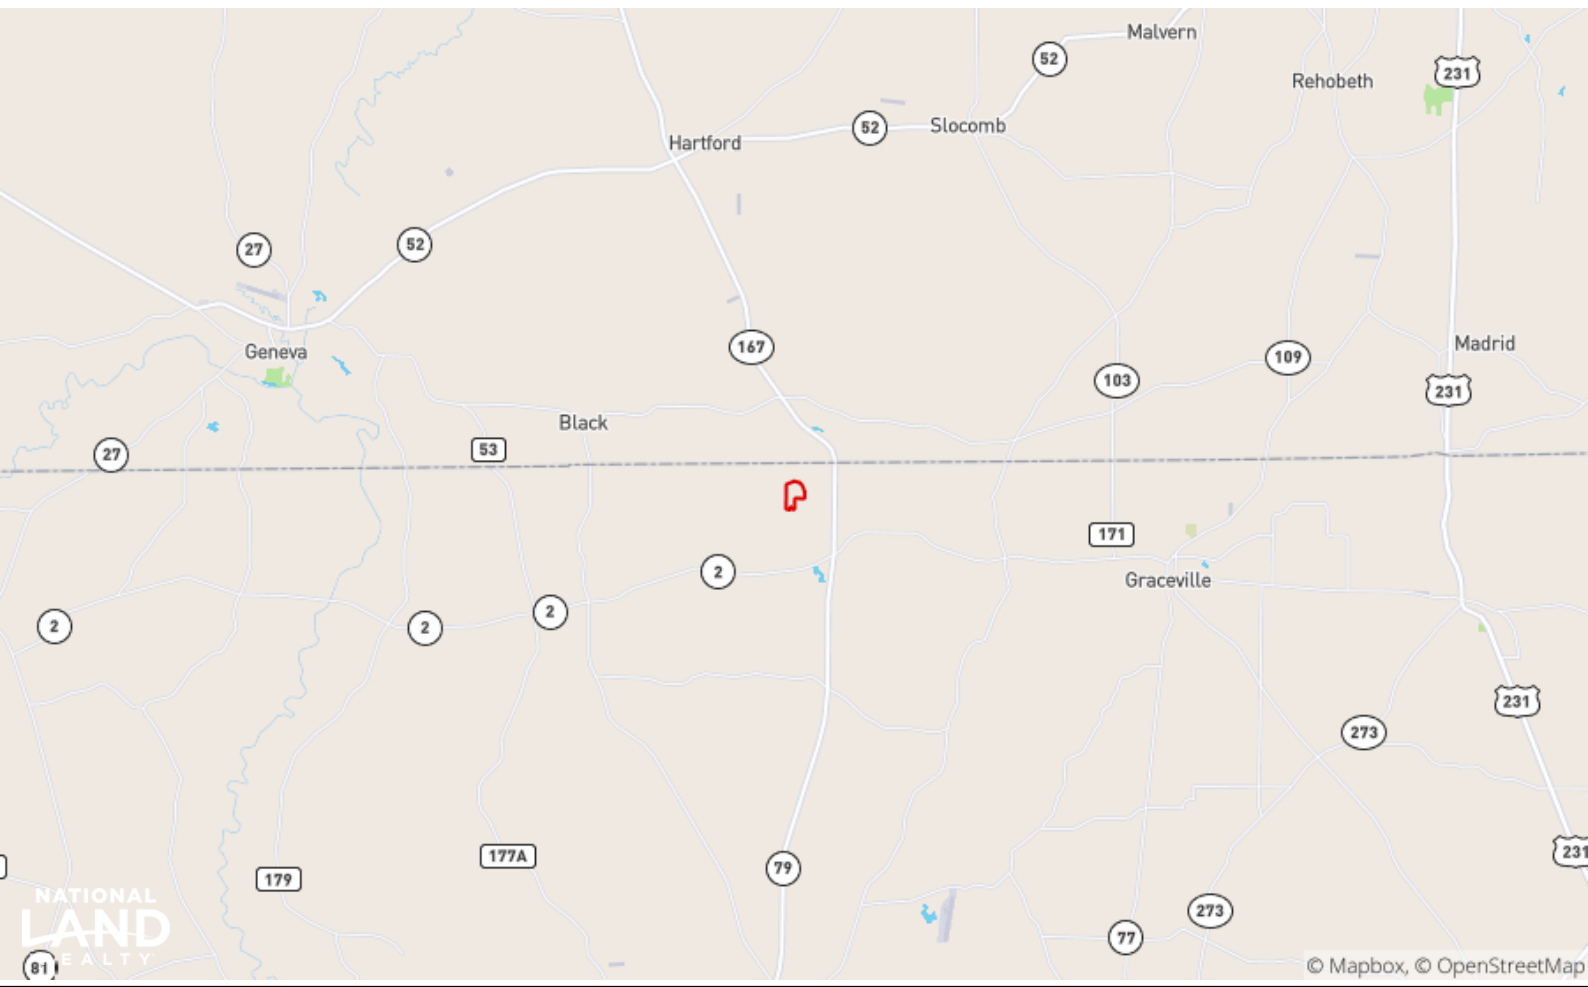 Malvern
52
231
Rehobeth
52
Slocomb
Hartford
27
52
167
Geneva
Madrid
109
103
231
Black
53
27
171
2
Graceville
2
2
2
231
273
231
177A
79
179
NATIONAL
LAND
REALTY
273
77
81
© Mapbox, © OpenStreetMap